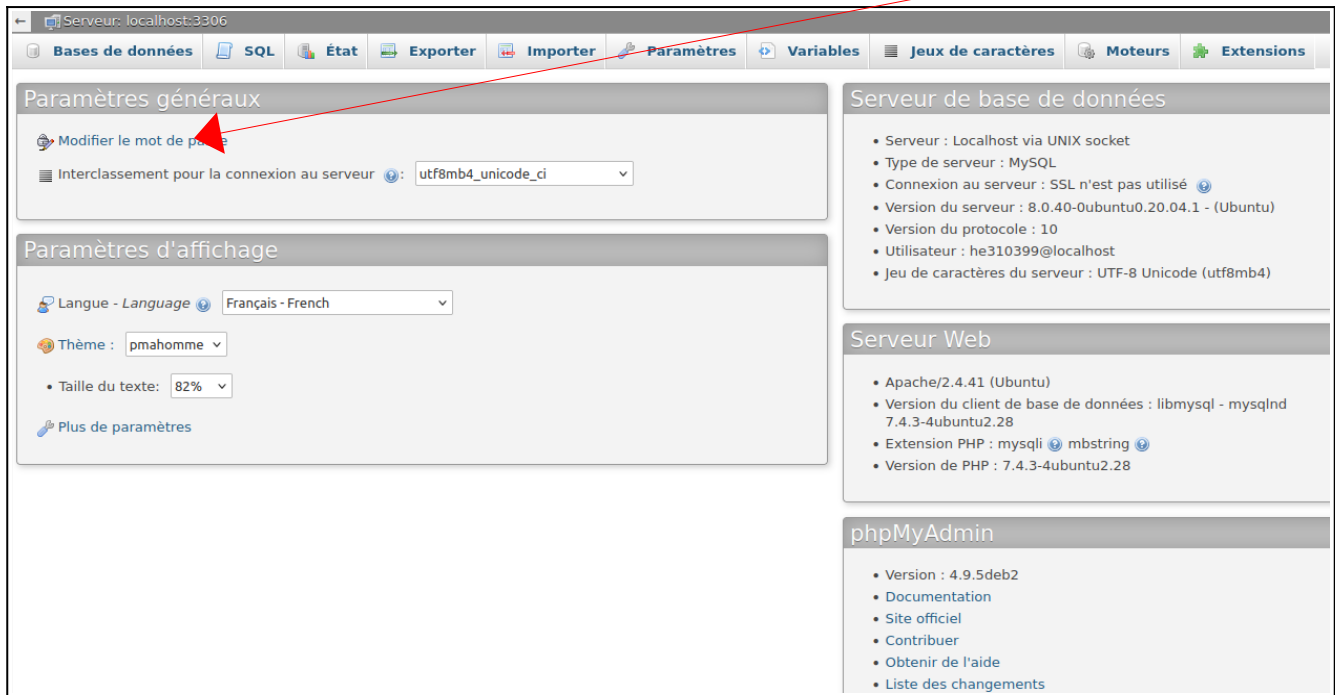 Serveur: localhost:3306
Bases de données SQL État Exporter Importer Paramètres Variables Jeux de caractères Moteurs Extensions
Paramètres généraux
Modifier le mot de
Interclassement pour la connexion au serveur : utf8mb4_unicode_ci
Paramètres d'affichage
Langue - Language Français - French
Thème : pmahomme
• Taille du texte: 82%
Plus de paramètres
Serveur de base de données
• Serveur : Localhost via UNIX socket
• Type de serveur : MySQL
• Connexion au serveur : SSL n'est pas utilisé
• Version du serveur : 8.0.40-0ubuntu0.20.04.1 - (Ubuntu)
• Version du protocole : 10
• Utilisateur : he310399@localhost
• Jeu de caractères du serveur : UTF-8 Unicode (utf8mb4)
Serveur Web
• Apache/2.4.41 (Ubuntu)
• Version du client de base de données : libmysql - mysqlnd
7.4.3-4ubuntu2.28
• Extension PHP : mysqli mbstring
• Version de PHP : 7.4.3-4ubuntu2.28
phpMyAdmin
• Version : 4.9.5deb2
• Documentation
• Site officiel
• Contribuer
• Obtenir de l'aide
• Liste des changements